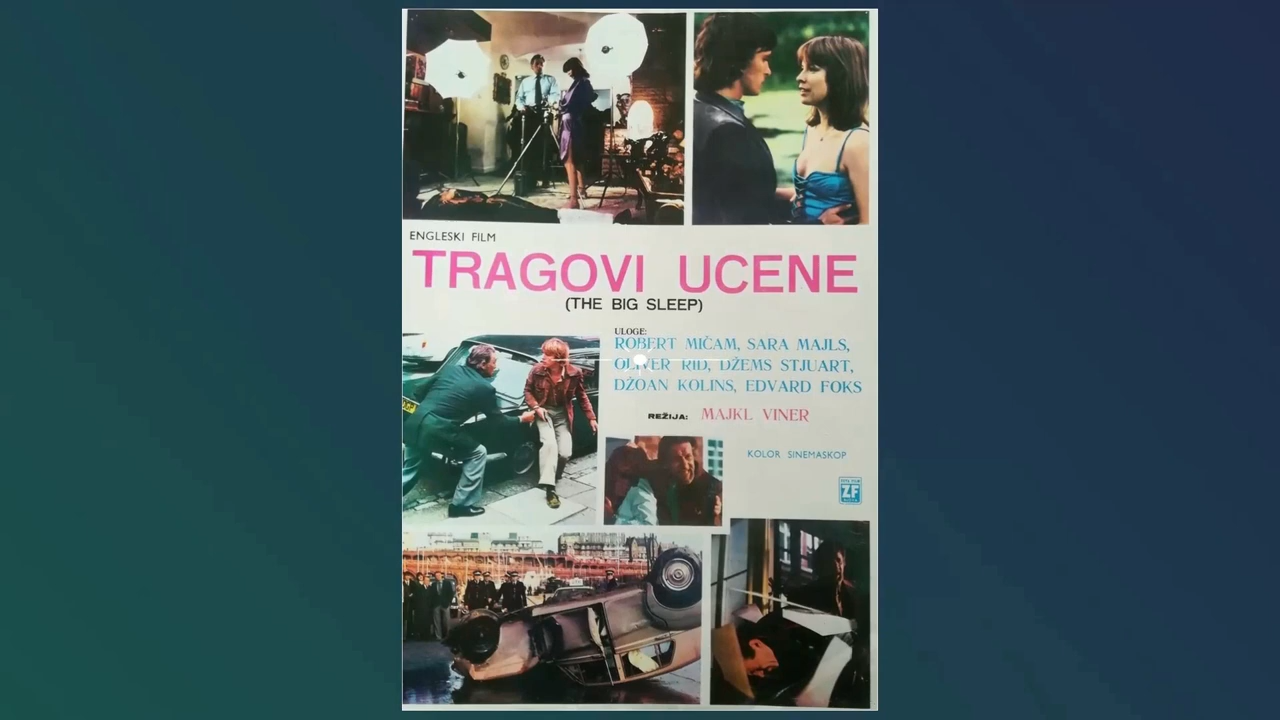 ENGLESKI FILM
TRAGOVI UCENE
(THE BIG SLEEP)
ULOGE:
ROBERT MIČAM, SARA MAJLS,
OLIVER RID, DŽEMS STJUART,
DŽOAN KOLINS, EDVARD FOKS
REŽIJA: MAJKL VINER
KOLOR SINEMASKOP
ZF